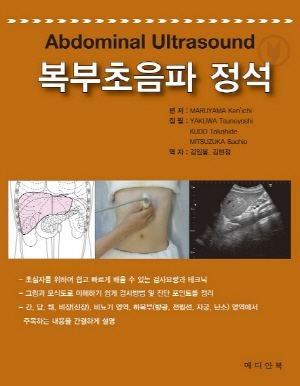 Abdominal Ultrasound
복부초음파 정석
편 저 : MARUYAMA Ken'ichi
집 필 : YAKUWA Tsuneyoshi
KUDO Takahide
MITSUZUKA Sachio
역 자 : 김일봉, 김현정
– 초심자를 위하여 쉽고 빠르게 배울 수 있는 검사요령과 테크닉
– 그림과 모식도로 이해하기 쉽게 검사방법 및 진단 포인트를 정리
– 간, 담, 췌, 비장(신장), 비뇨기 영역, 하복부(방광, 전립선, 자궁, 난소) 영역에서
주목하는 내용을 간결하게 설명
메디안북